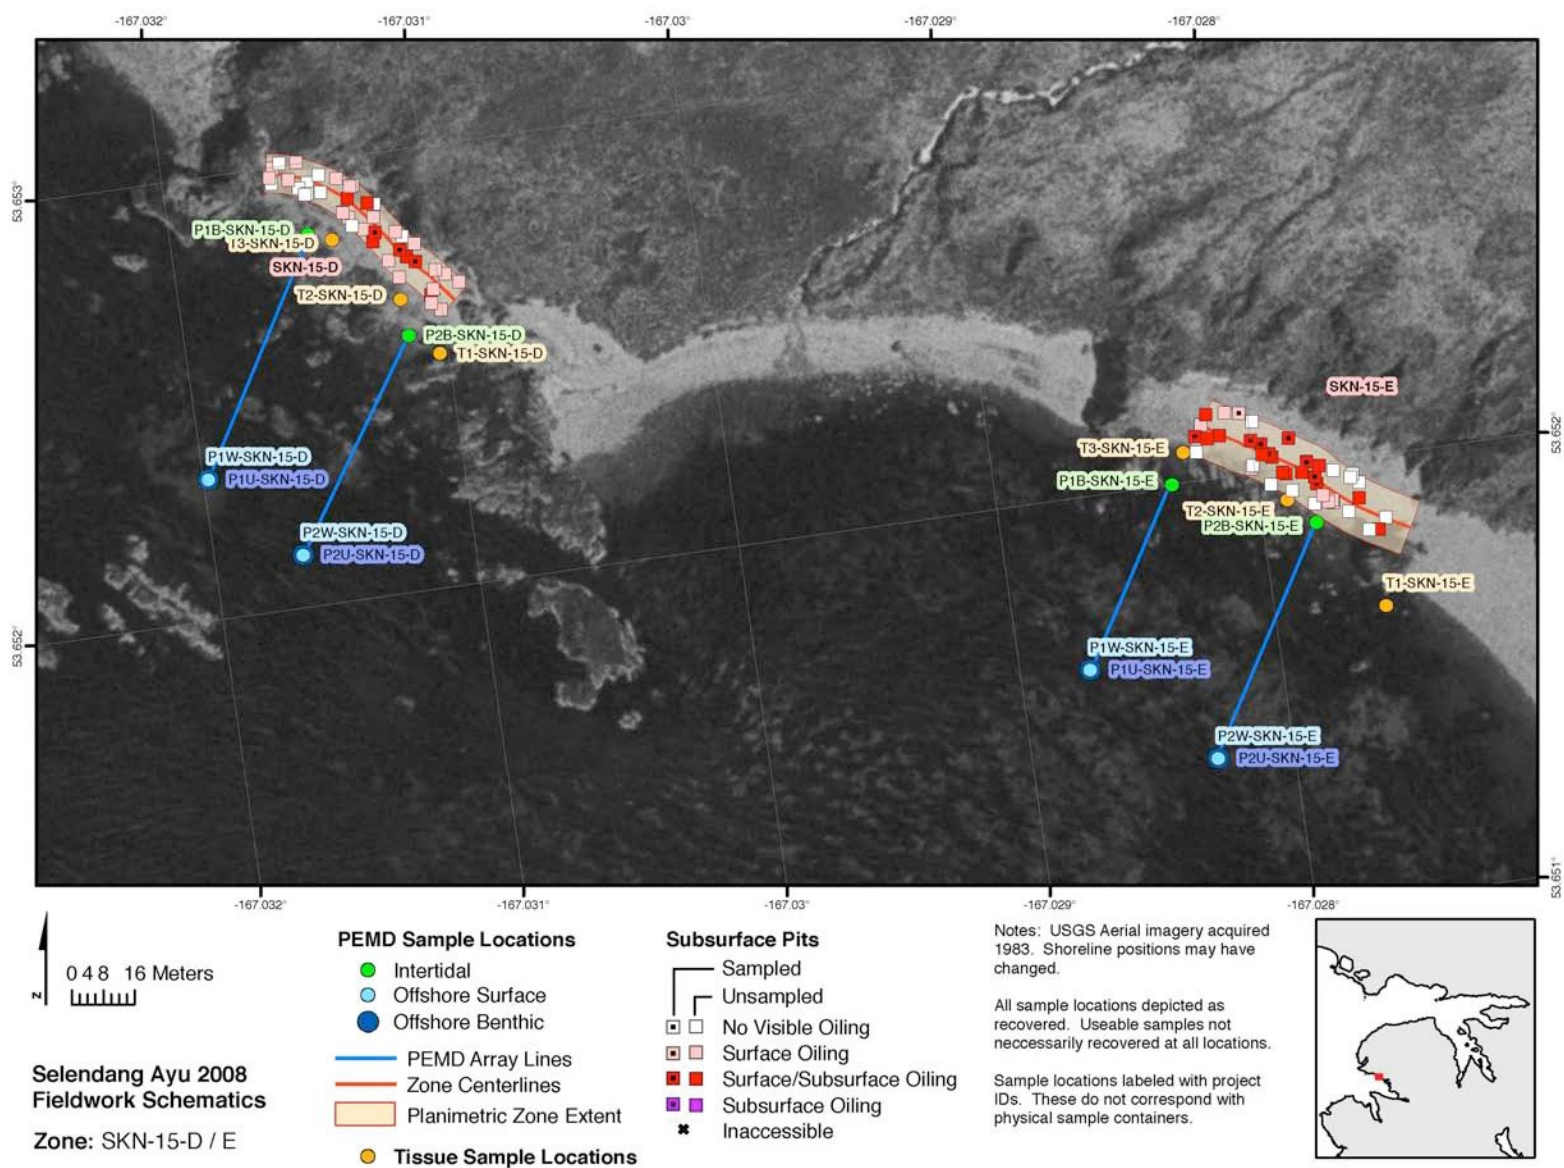 -167.032°
-167.031°
-167.03°
-167.029°
-167.028°
53.653°
53.652°
53.652°
53.651°
P1B-SKN-15-D
T3-SKN-15-D
SKN-15-D
T2-SKN-15-D
P2B-SKN-15-D
T1-SKN-15-D
P1W-SKN-15-D
P1U-SKN-15-D
P2W-SKN-15-D
P2U-SKN-15-D
SKN-15-E
T3-SKN-15-E
P1B-SKN-15-E
T2-SKN-15-E
P2B-SKN-15-E
T1-SKN-15-E
P1W-SKN-15-E
P1U-SKN-15-E
P2W-SKN-15-E
P2U-SKN-15-E
-167.032°
-167.031°
-167.03°
-167.029°
-167.028°
N
0 4 8 16 Meters
Selendang Ayu 2008
Fieldwork Schematics
Zone: SKN-15-D / E
PEMD Sample Locations
Intertidal
Offshore Surface
Offshore Benthic
PEMD Array Lines
Zone Centerlines
Planimetric Zone Extent
Tissue Sample Locations
Subsurface Pits
Sampled
Unsampled
No Visible Oiling
Surface Oiling
Surface/Subsurface Oiling
Subsurface Oiling
Inaccessible
Notes: USGS Aerial imagery acquired
1983. Shoreline positions may have
changed.
All sample locations depicted as
recovered. Useable samples not
neccessarily recovered at all locations.
Sample locations labeled with project
IDs. These do not correspond with
physical sample containers.